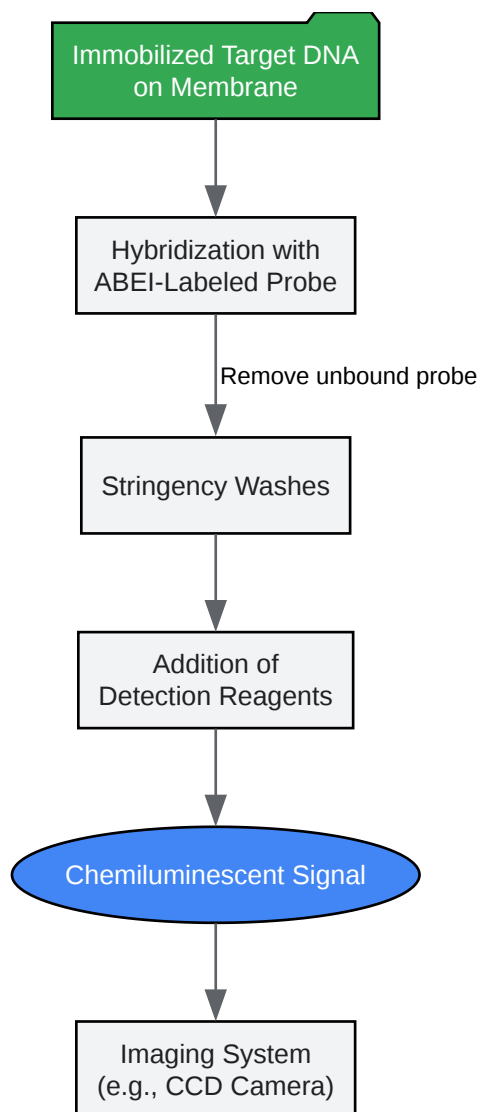 Immobilized Target DNA
on Membrane
Hybridization with
ABEI-Labeled Probe
Remove unbound probe
Stringency Washes
Addition of
Detection Reagents
Chemiluminescent Signal
Imaging System
(e.g., CCD Camera)